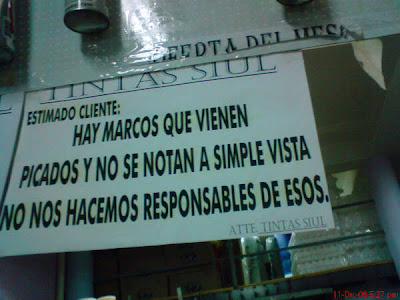 OFERTA DEL MES
TINTAS SIUL
ESTIMADO CLIENTE:
HAY MARCOS QUE VIENEN
PICADOS Y NO SE NOTAN A SIMPLE VISTA
NO NOS HACEMOS RESPONSABLES DE ESOS.
ATTE. TINTAS SIUL